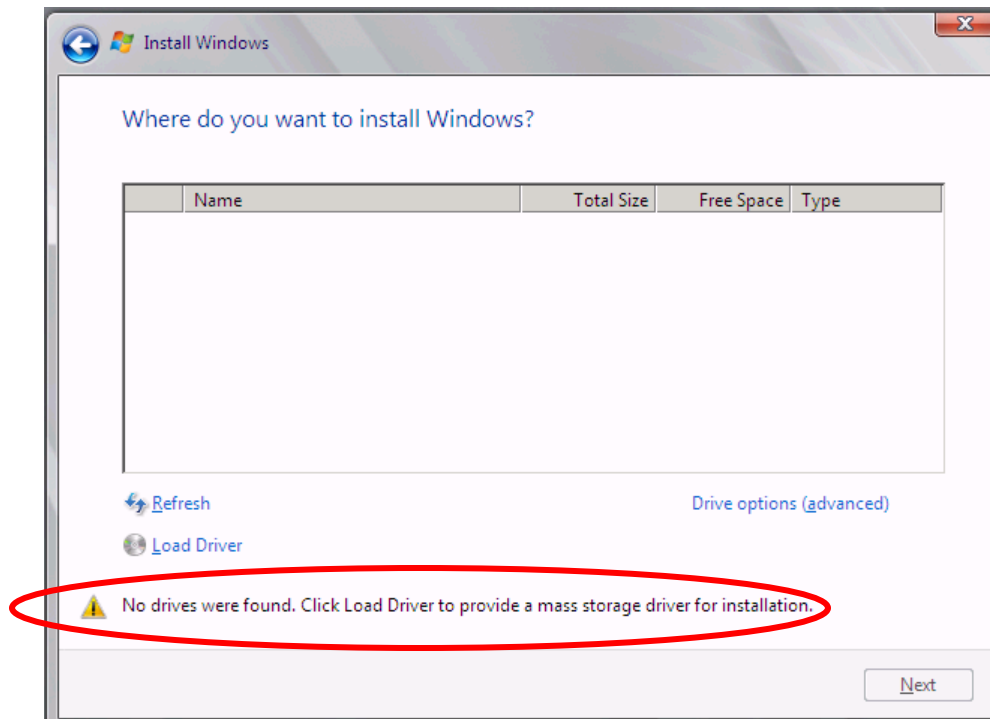 Install Windows
Where do you want to install Windows?
Name Total Size Free Space Type
Refresh Drive options (advanced)
Load Driver
No drives were found. Click Load Driver to provide a mass storage driver for installation.
Next